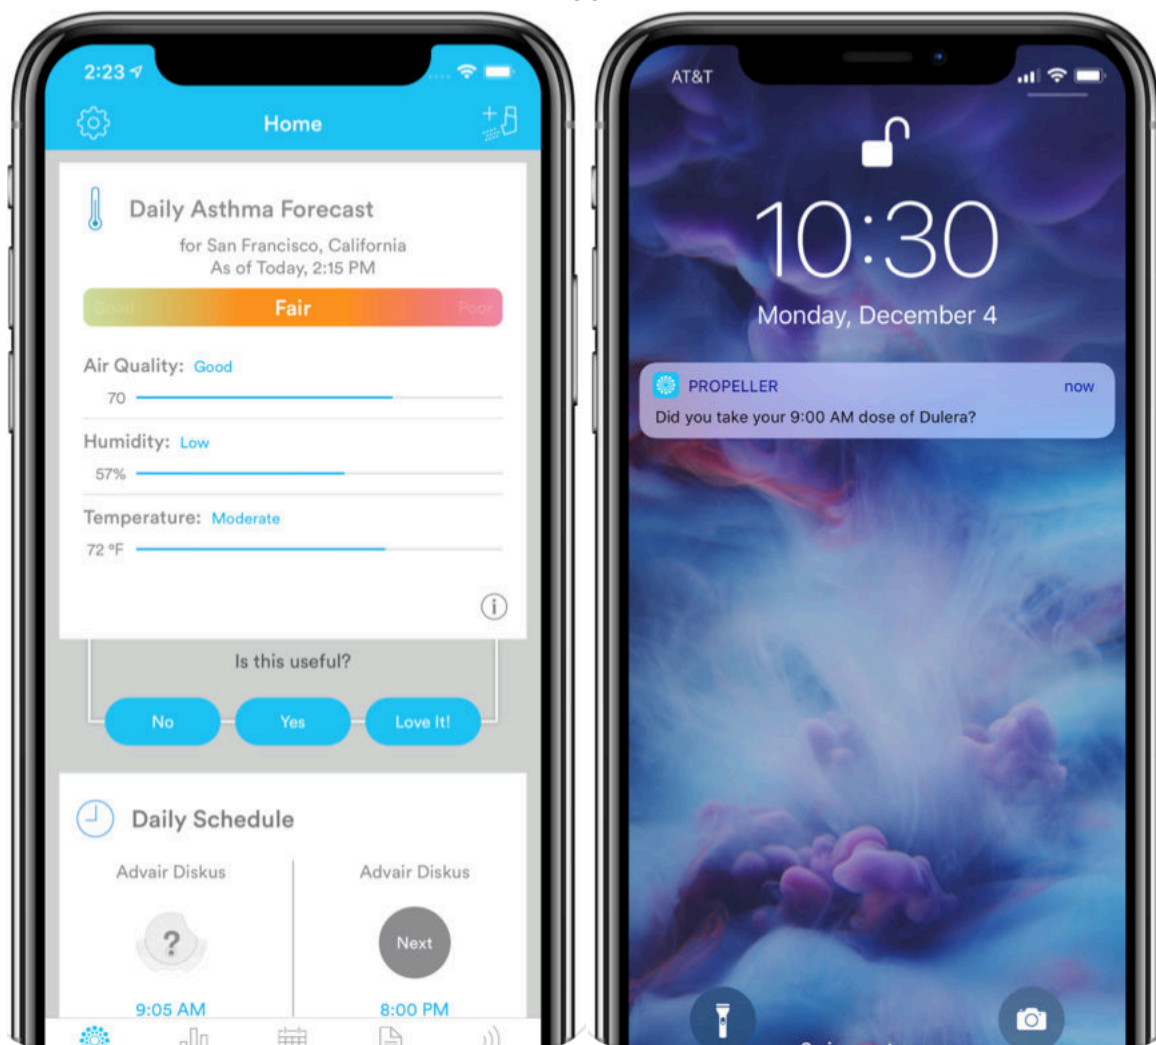 2:23
Home
Daily Asthma Forecast
for San Francisco, California
As of Today, 2:15 PM
Good Fair Poor
Air Quality: Good
70
Humidity: Low
57%
Temperature: Moderate
72 °F
Is this useful?
No Yes Love It!
Daily Schedule
Advair Diskus Advair Diskus
? Next
9:05 AM 8:00 PM
AT&T
10:30
Monday, December 4
PROPELLER now
Did you take your 9:00 AM dose of Dulera?